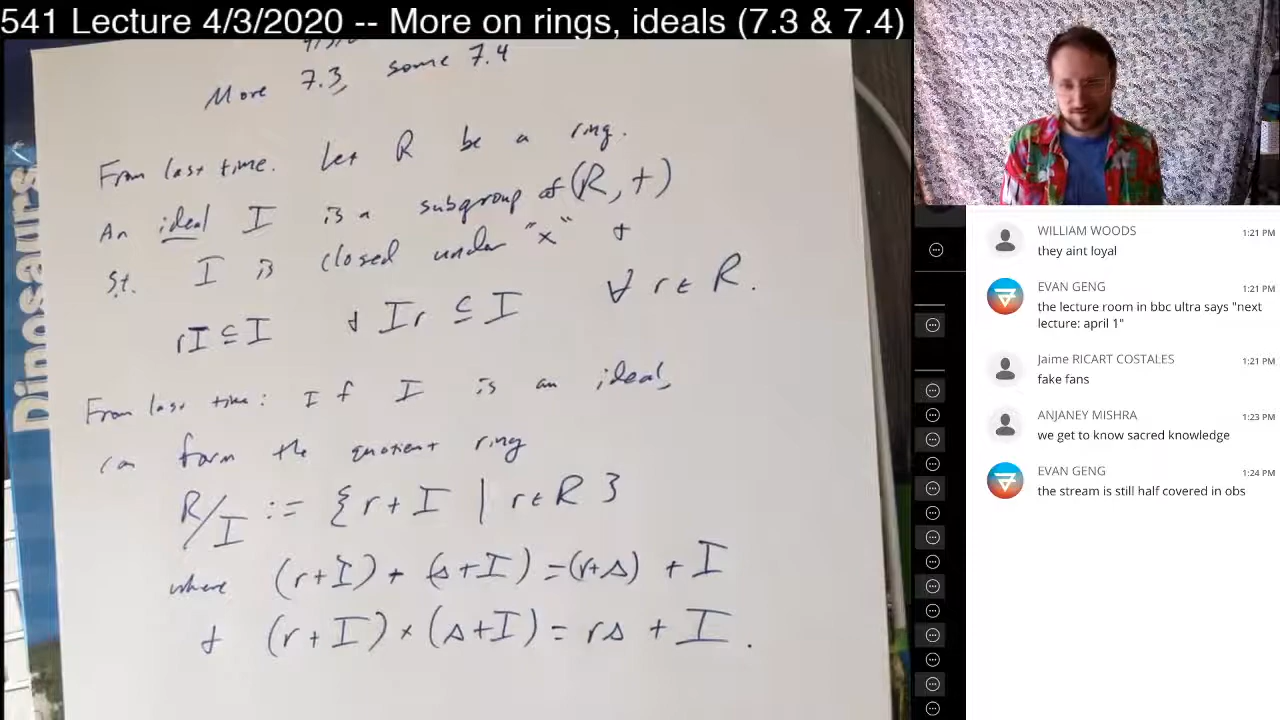 541 Lecture 4/3/2020 -- More on rings, ideals (7.3 & 7.4)
More 7.3, some 7.4
From last time. Let R be a ring.
An ideal I is a subgroup of (R, +)
s.t. I is closed under "x" &
rI ⊆ I & Ir ⊆ I ∀ r ∈ R.
From last time: If I is an ideal,
can form the quotient ring
R/I := {r+I | r ∈ R}
where (r+I) + (s+I) = (r+s) + I
& (r+I) × (s+I) = rs + I.
Dinosaurs
WILLIAM WOODS 1:21 PM
they aint loyal
EVAN GENG 1:21 PM
the lecture room in bbc ultra says "next
lecture: april 1"
Jaime RICART COSTALES 1:21 PM
fake fans
ANJANEY MISHRA 1:23 PM
we get to know sacred knowledge
EVAN GENG 1:24 PM
the stream is still half covered in obs